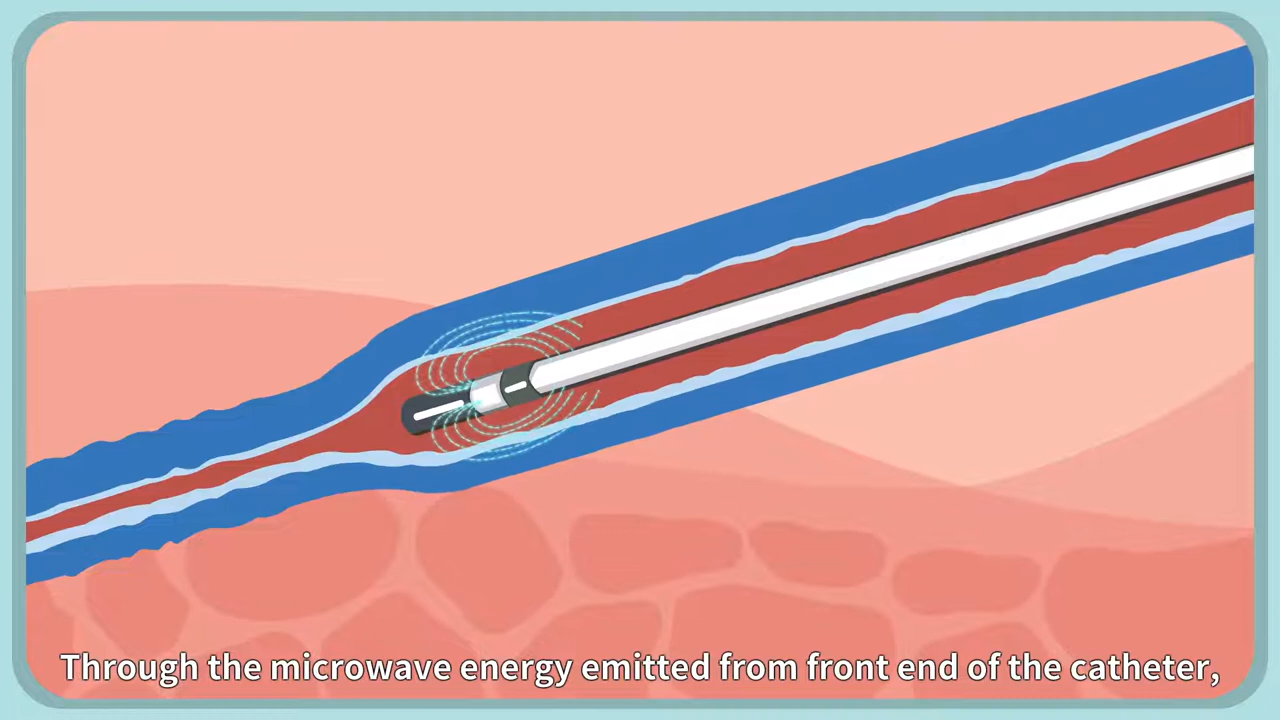 Through the microwave energy emitted from front end of the catheter,